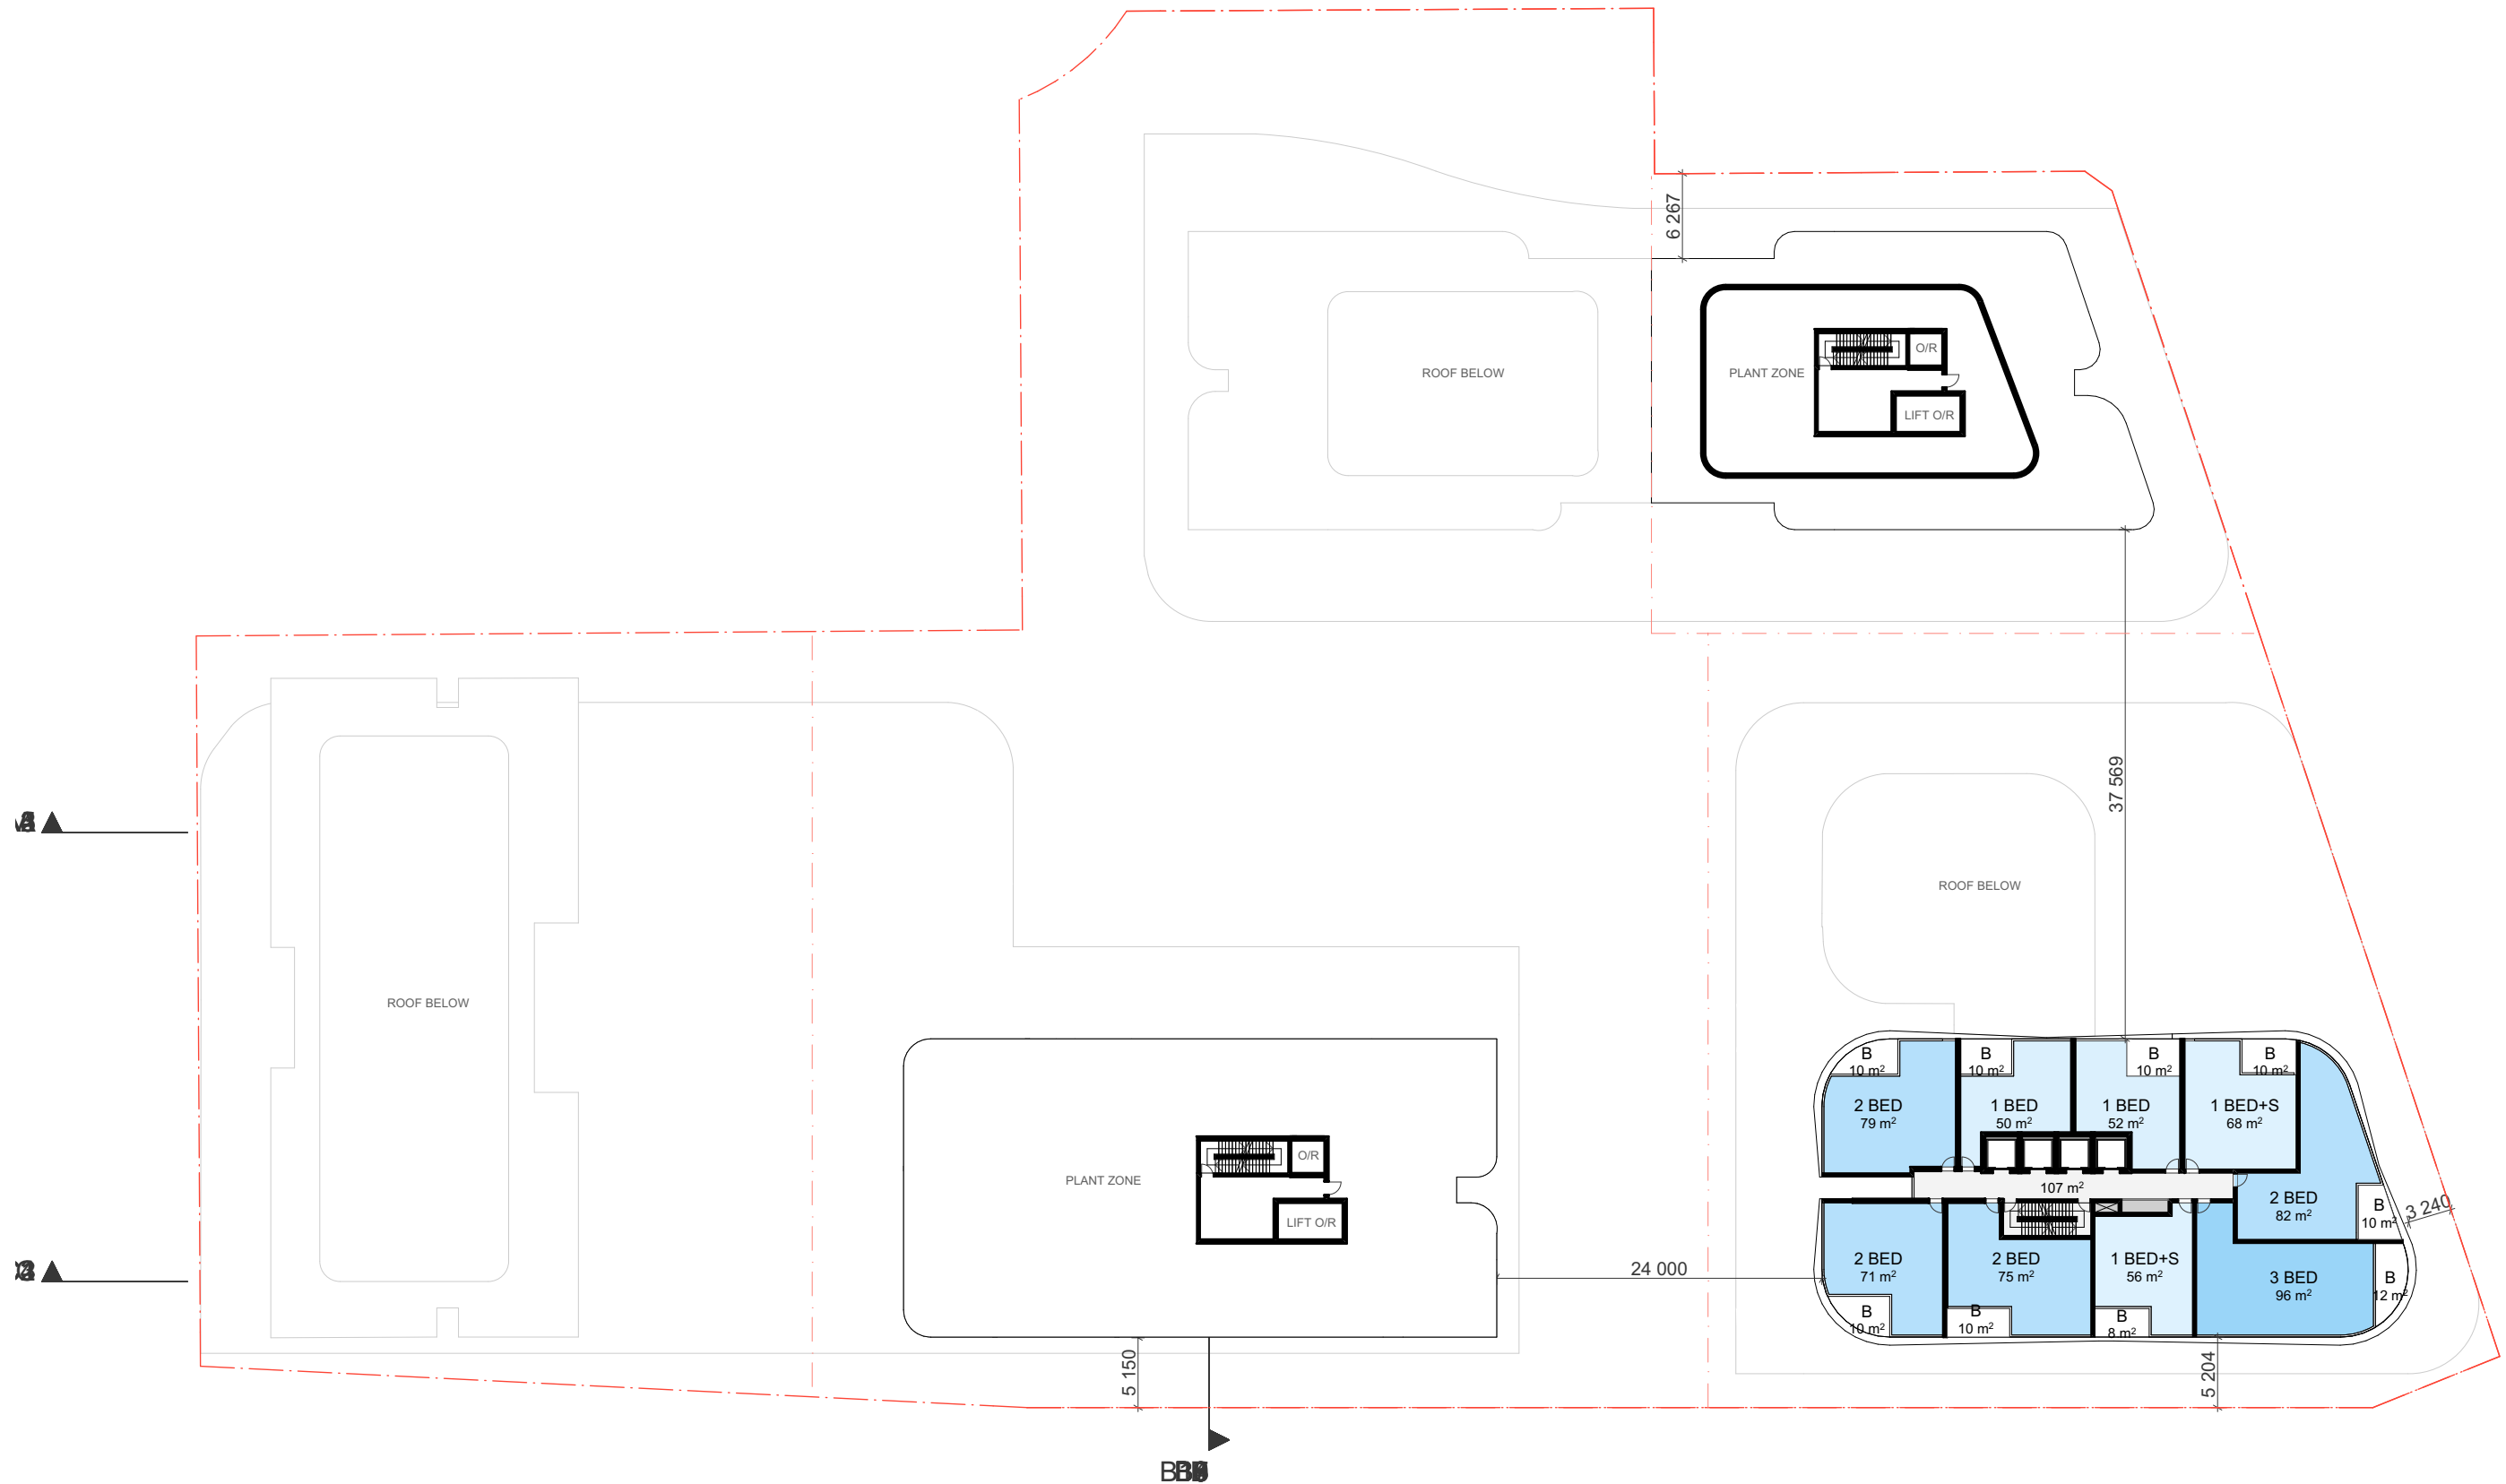 6 267
O/R
ROOF BELOW
PLANT ZONE
LIFT O/R
37 569
ROOF BELOW
ROOF BELOW
B
10 m²
B
10 m²
B
10 m²
B
10 m²
2 BED
79 m²
1 BED
50 m²
1 BED
52 m²
1 BED+S
68 m²
O/R
PLANT ZONE
LIFT O/R
107 m²
2 BED
82 m²
B
10 m²
3 240
24 000
2 BED
71 m²
2 BED
75 m²
1 BED+S
56 m²
3 BED
96 m²
B
12 m²
B
10 m²
B
10 m²
B
8 m²
5 150
5 204